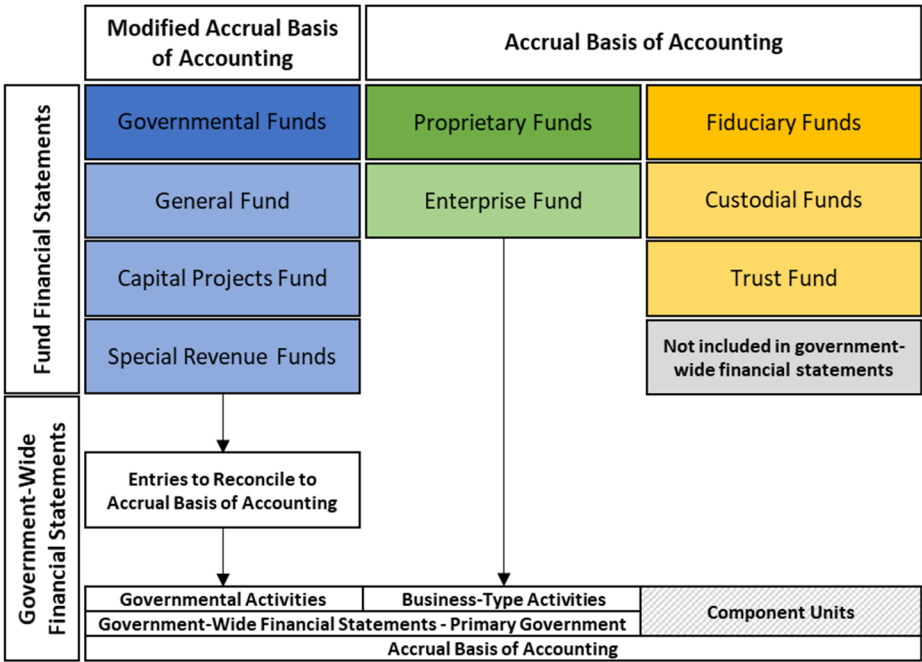 Modified Accrual Basis
of Accounting
Accrual Basis of Accounting
Fund Financial Statements
Governmental Funds
Proprietary Funds
Fiduciary Funds
General Fund
Enterprise Fund
Custodial Funds
Capital Projects Fund
Trust Fund
Special Revenue Funds
Not included in government-
wide financial statements
Government-Wide
Financial Statements
Entries to Reconcile to
Accrual Basis of Accounting
Governmental Activities
Business-Type Activities
Component Units
Government-Wide Financial Statements - Primary Government
Accrual Basis of Accounting